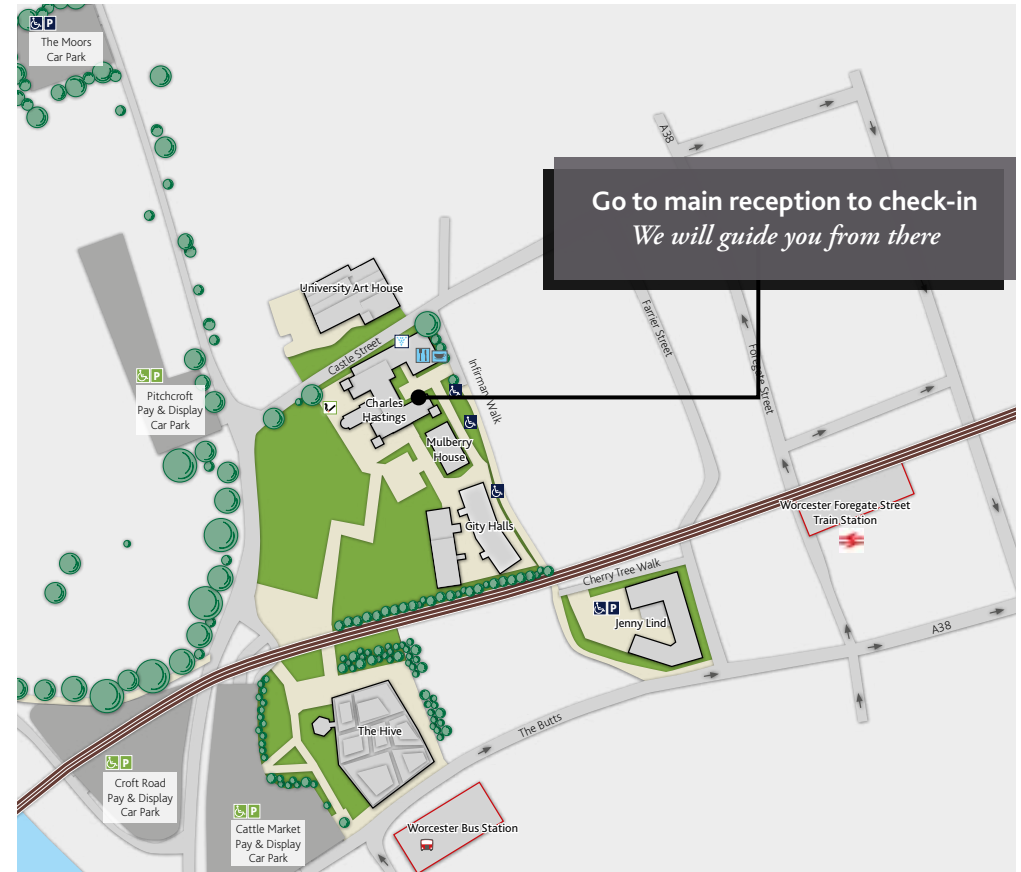 P
The Moors
Car Park
A38
Go to main reception to check-in
We will guide you from there
University Art House
Castle Street
Farrier Street
Foregate Street
Infirmary Walk
P
Pitchcroft
Pay & Display
Car Park
Charles
Hastings
Mulberry
House
City Halls
Worcester Foregate Street
Train Station
Cherry Tree Walk
P
Jenny Lind
A38
The Butts
The Hive
P
Croft Road
Pay & Display
Car Park
P
Cattle Market
Pay & Display
Car Park
Worcester Bus Station